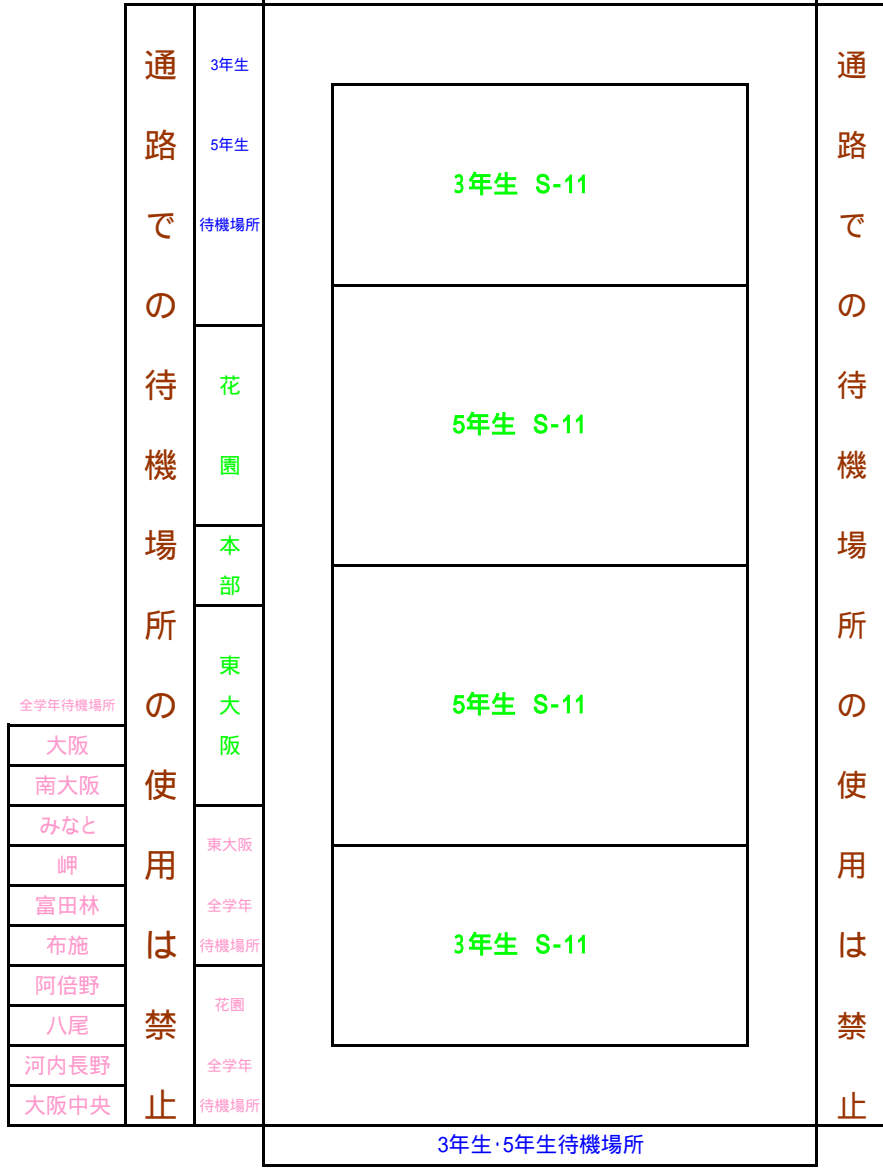 通路での待機場所の使用は禁止
3年生
5年生
待機場所
花園
本部
東大阪
東大阪
全学年
待機場所
花園
全学年
待機場所
3年生 S-11
5年生 S-11
5年生 S-11
3年生 S-11
通路での待機場所の使用は禁止
全学年待機場所
大阪
南大阪
みなと
岬
富田林
布施
阿倍野
八尾
河内長野
大阪中央
3年生・5年生待機場所